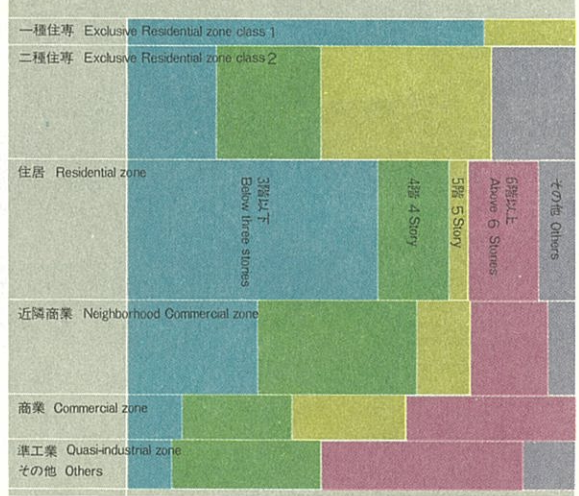 一種住専 Exclusive Residential zone class 1
二種住専 Exclusive Residential zone class 2
住居 Residential zone
3階以下
Below three stories
4階 4 Story
5階 5 Story
6階以上
Above 6 Stories
その他 Others
近隣商業 Neighborhood Commercial zone
商業 Commercial zone
準工業 Quasi-industrial zone
その他 Others